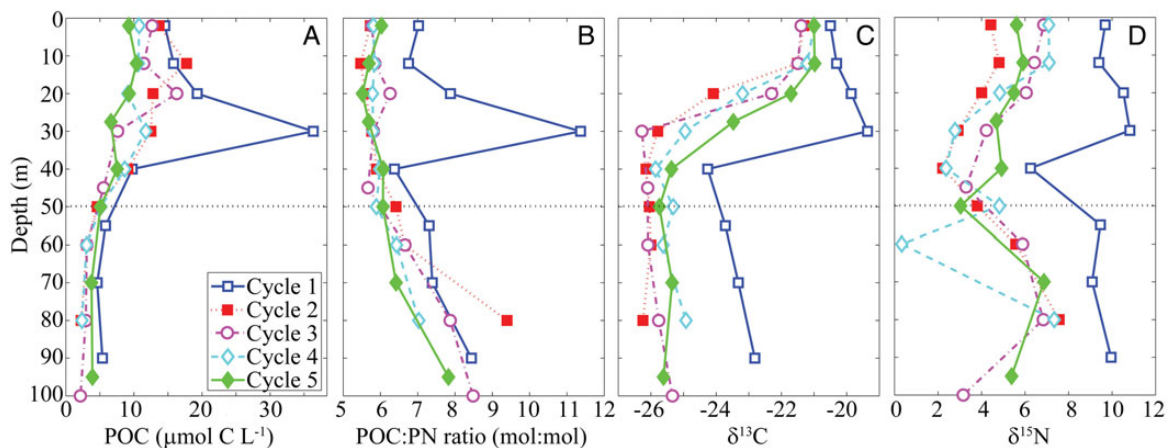 A B C D
Depth (m)
0
10
20
30
40
50
60
70
80
90
100
Cycle 1
Cycle 2
Cycle 3
Cycle 4
Cycle 5
0 10 20 30
5 6 7 8 9 10 11 12
-26 -24 -22 -20
0 2 4 6 8 10 12
POC (µmol C L⁻¹) POC:PN ratio (mol:mol) δ¹³C δ¹⁵N